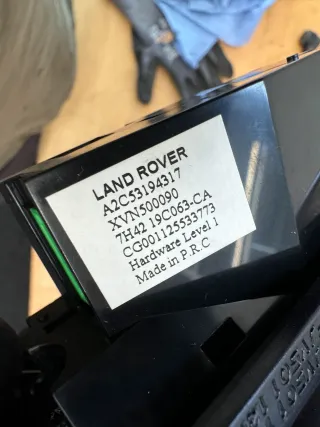 LAND ROVER
A2C53194317
XVN500090
7H42 19C063-CA
CG001125533773
Hardware Level 1
Made in P.R.C